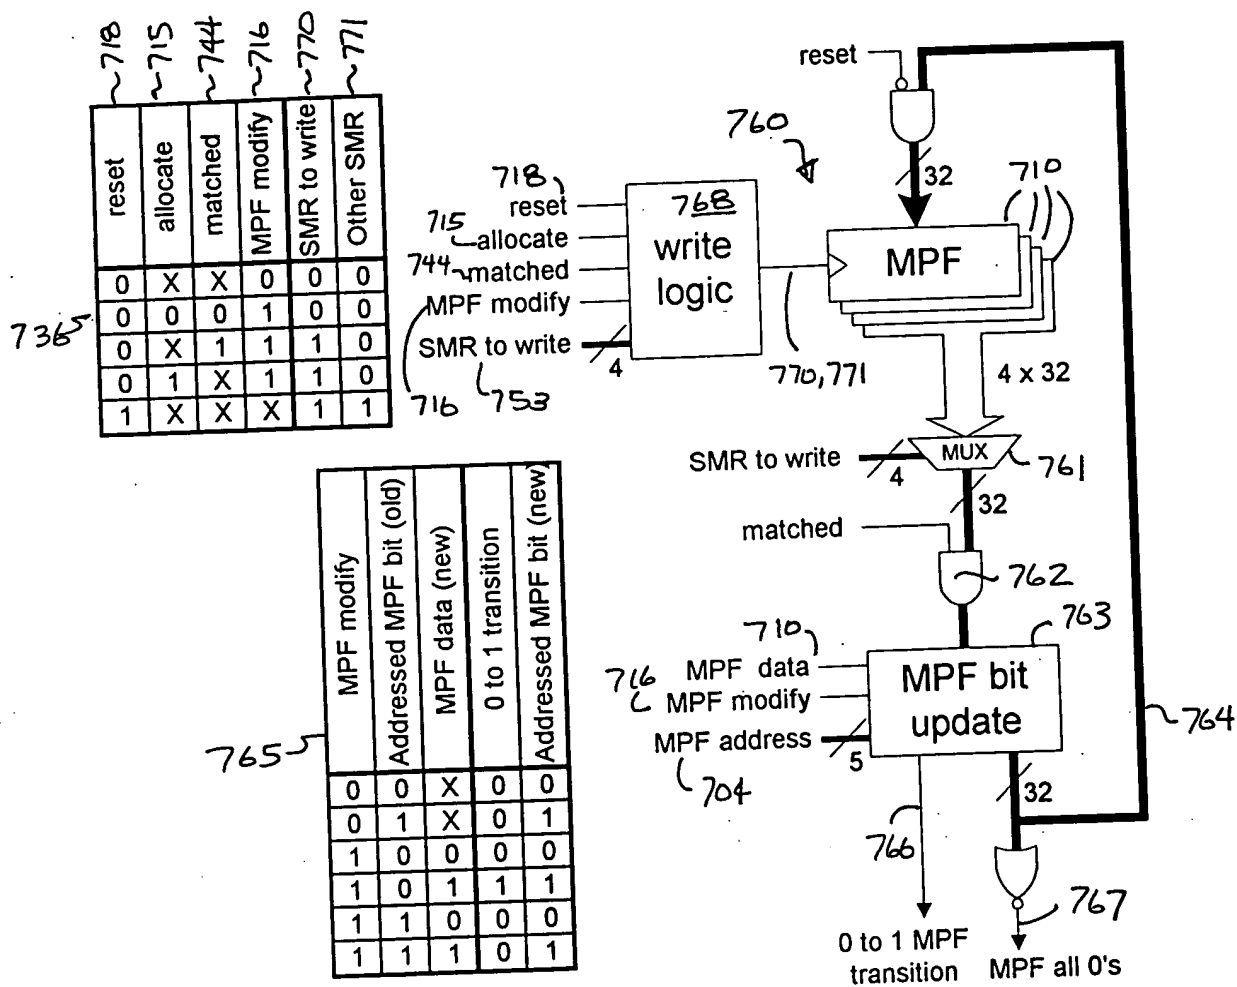 718 715 744 716 770 771
reset allocate matched MPF modify SMR to write Other SMR
0 X X 0 0 0
0 0 0 1 0 0
0 X 1 1 1 0
0 1 X 1 1 0
1 X X X 1 1
736
reset
32
710
760
718
reset
715
allocate
744 matched
MPF modify
SMR to write
4
716
753
768
write
logic
770, 771
MPF
4 x 32
SMR to write
4
MUX
761
32
matched
762
763
710
MPF data
716
MPF modify
MPF address
5
704
MPF bit
update
764
32
766
767
0 to 1 MPF
transition
MPF all 0's
MPF modify Addressed MPF bit (old) MPF data (new) 0 to 1 transition Addressed MPF bit (new)
0 0 X 0 0
0 1 X 0 1
1 0 0 0 0
1 0 1 1 1
1 1 0 0 0
1 1 1 0 1
765